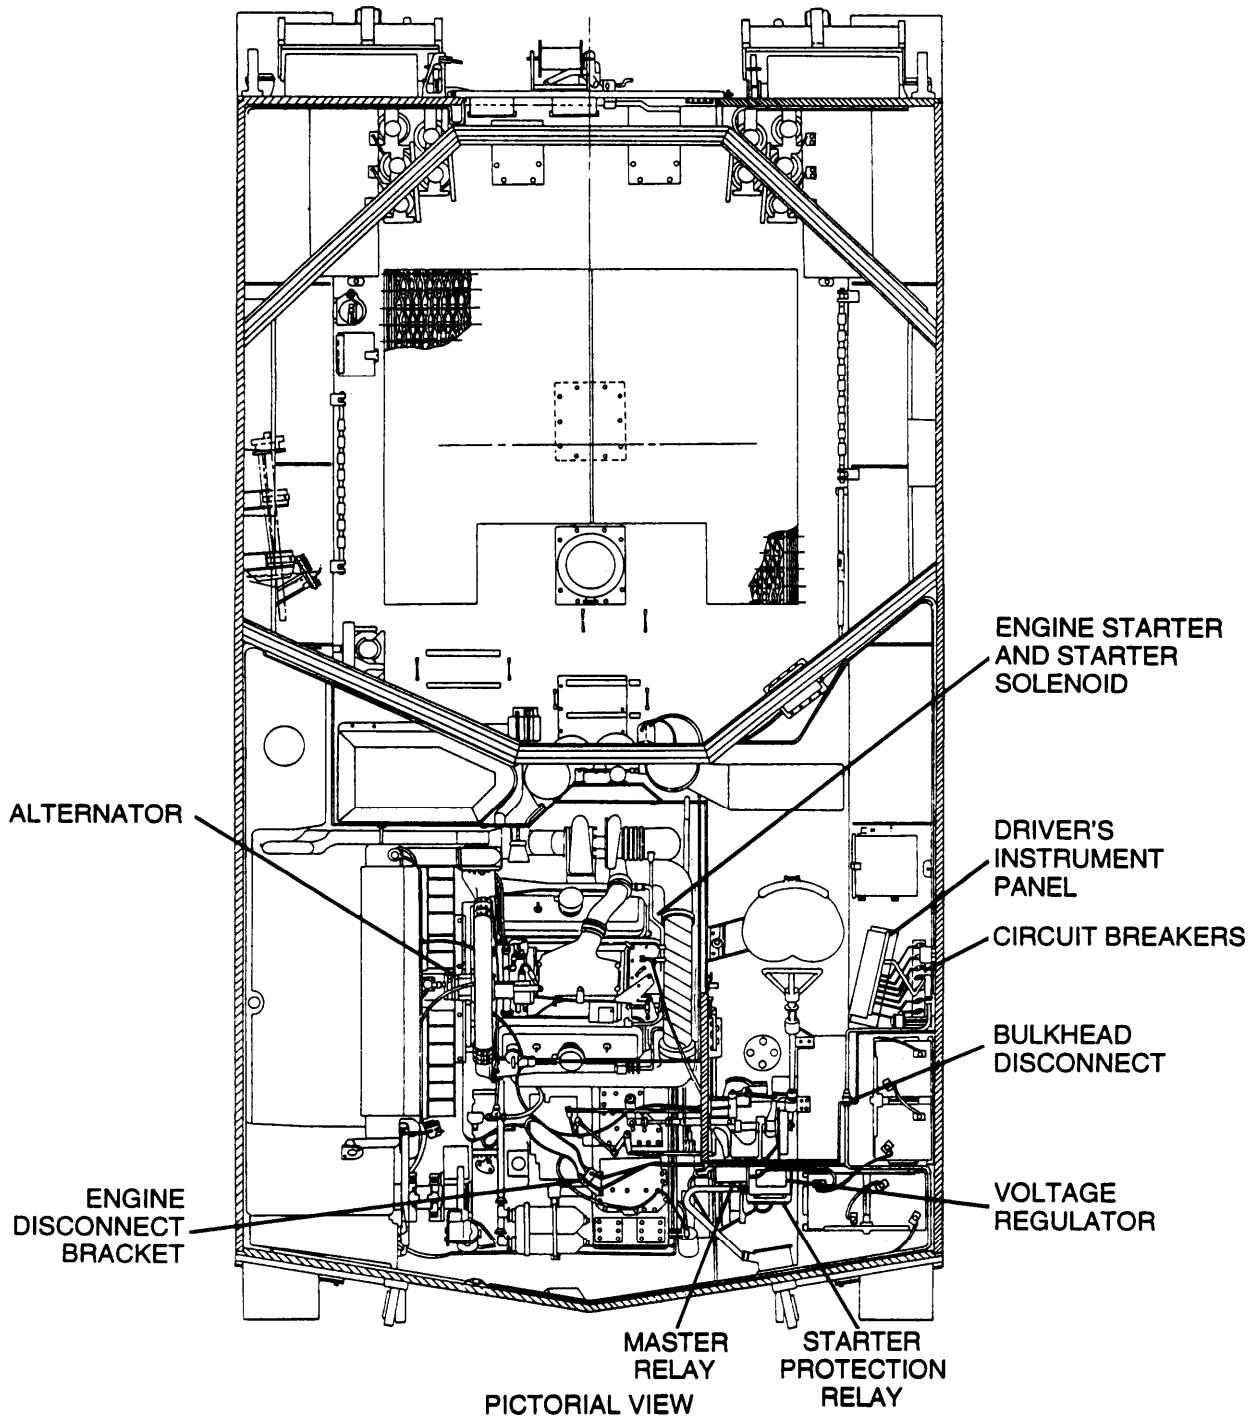 ENGINE STARTER
AND STARTER
SOLENOID
ALTERNATOR
DRIVER'S
INSTRUMENT
PANEL
CIRCUIT BREAKERS
BULKHEAD
DISCONNECT
ENGINE
DISCONNECT
BRACKET
VOLTAGE
REGULATOR
MASTER
RELAY
STARTER
PROTECTION
RELAY
PICTORIAL VIEW